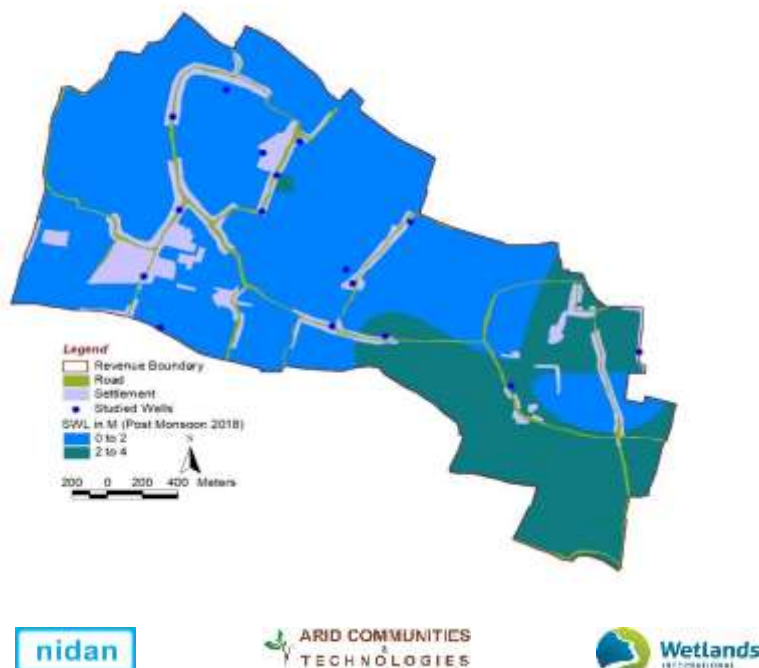 Legend
Revenue Boundary
Road
Settlement
Studied Wells
SWL in M (Post Monsoon 2018)
0 to 2
2 to 4
200 0 200 400 Meters
nidan
ARID COMMUNITIES
&
TECHNOLOGIES
Wetlands
INTERNATIONAL